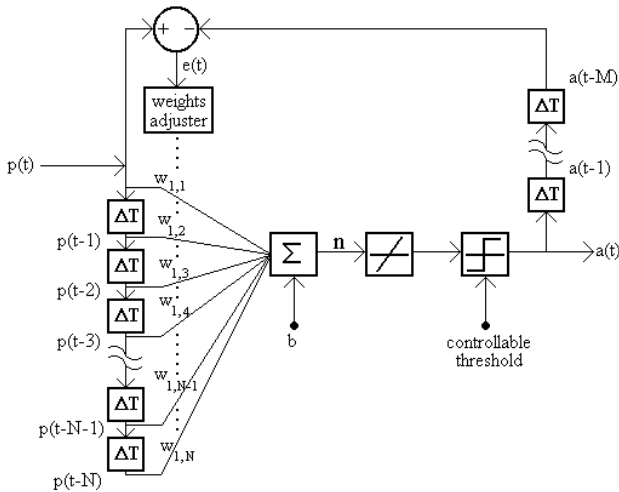 + −
e(t)
a(t-M)
weights
adjuster
ΔT
p(t)
a(t-1)
w1,1
ΔT
ΔT
w1,2
p(t-1)
n
a(t)
ΔT
w1,3
Σ
p(t-2)
ΔT
w1,4
p(t-3)
b
controllable
threshold
w1,N-1
ΔT
p(t-N-1)
ΔT
w1,N
p(t-N)